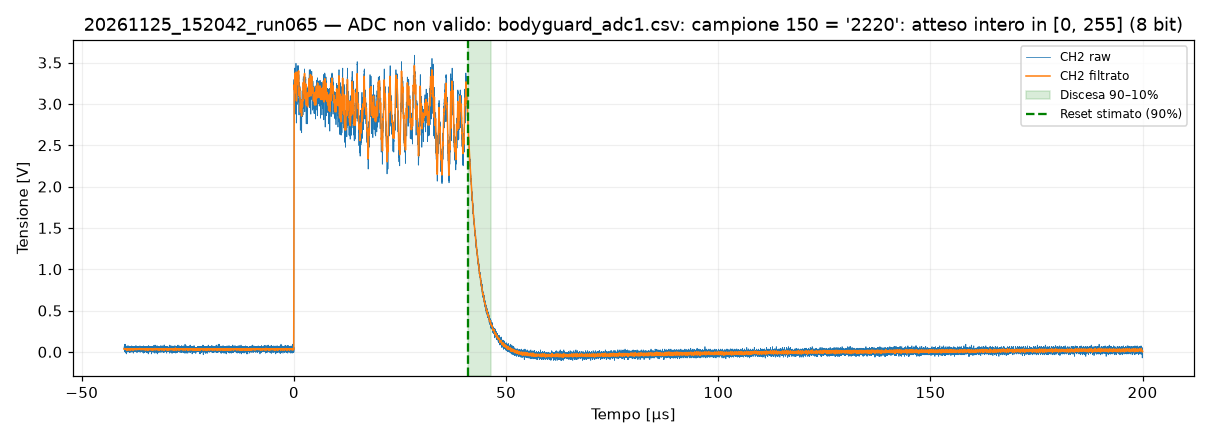 20261125_152042_run065 — ADC non valido: bodyguard_adc1.csv: campione 150 = '2220': atteso intero in [0, 255] (8 bit)
CH2 raw
CH2 filtrato
Discesa 90–10%
Reset stimato (90%)
Tensione [V]
3.5
3.0
2.5
2.0
1.5
1.0
0.5
0.0
−50
0
50
100
150
200
Tempo [µs]